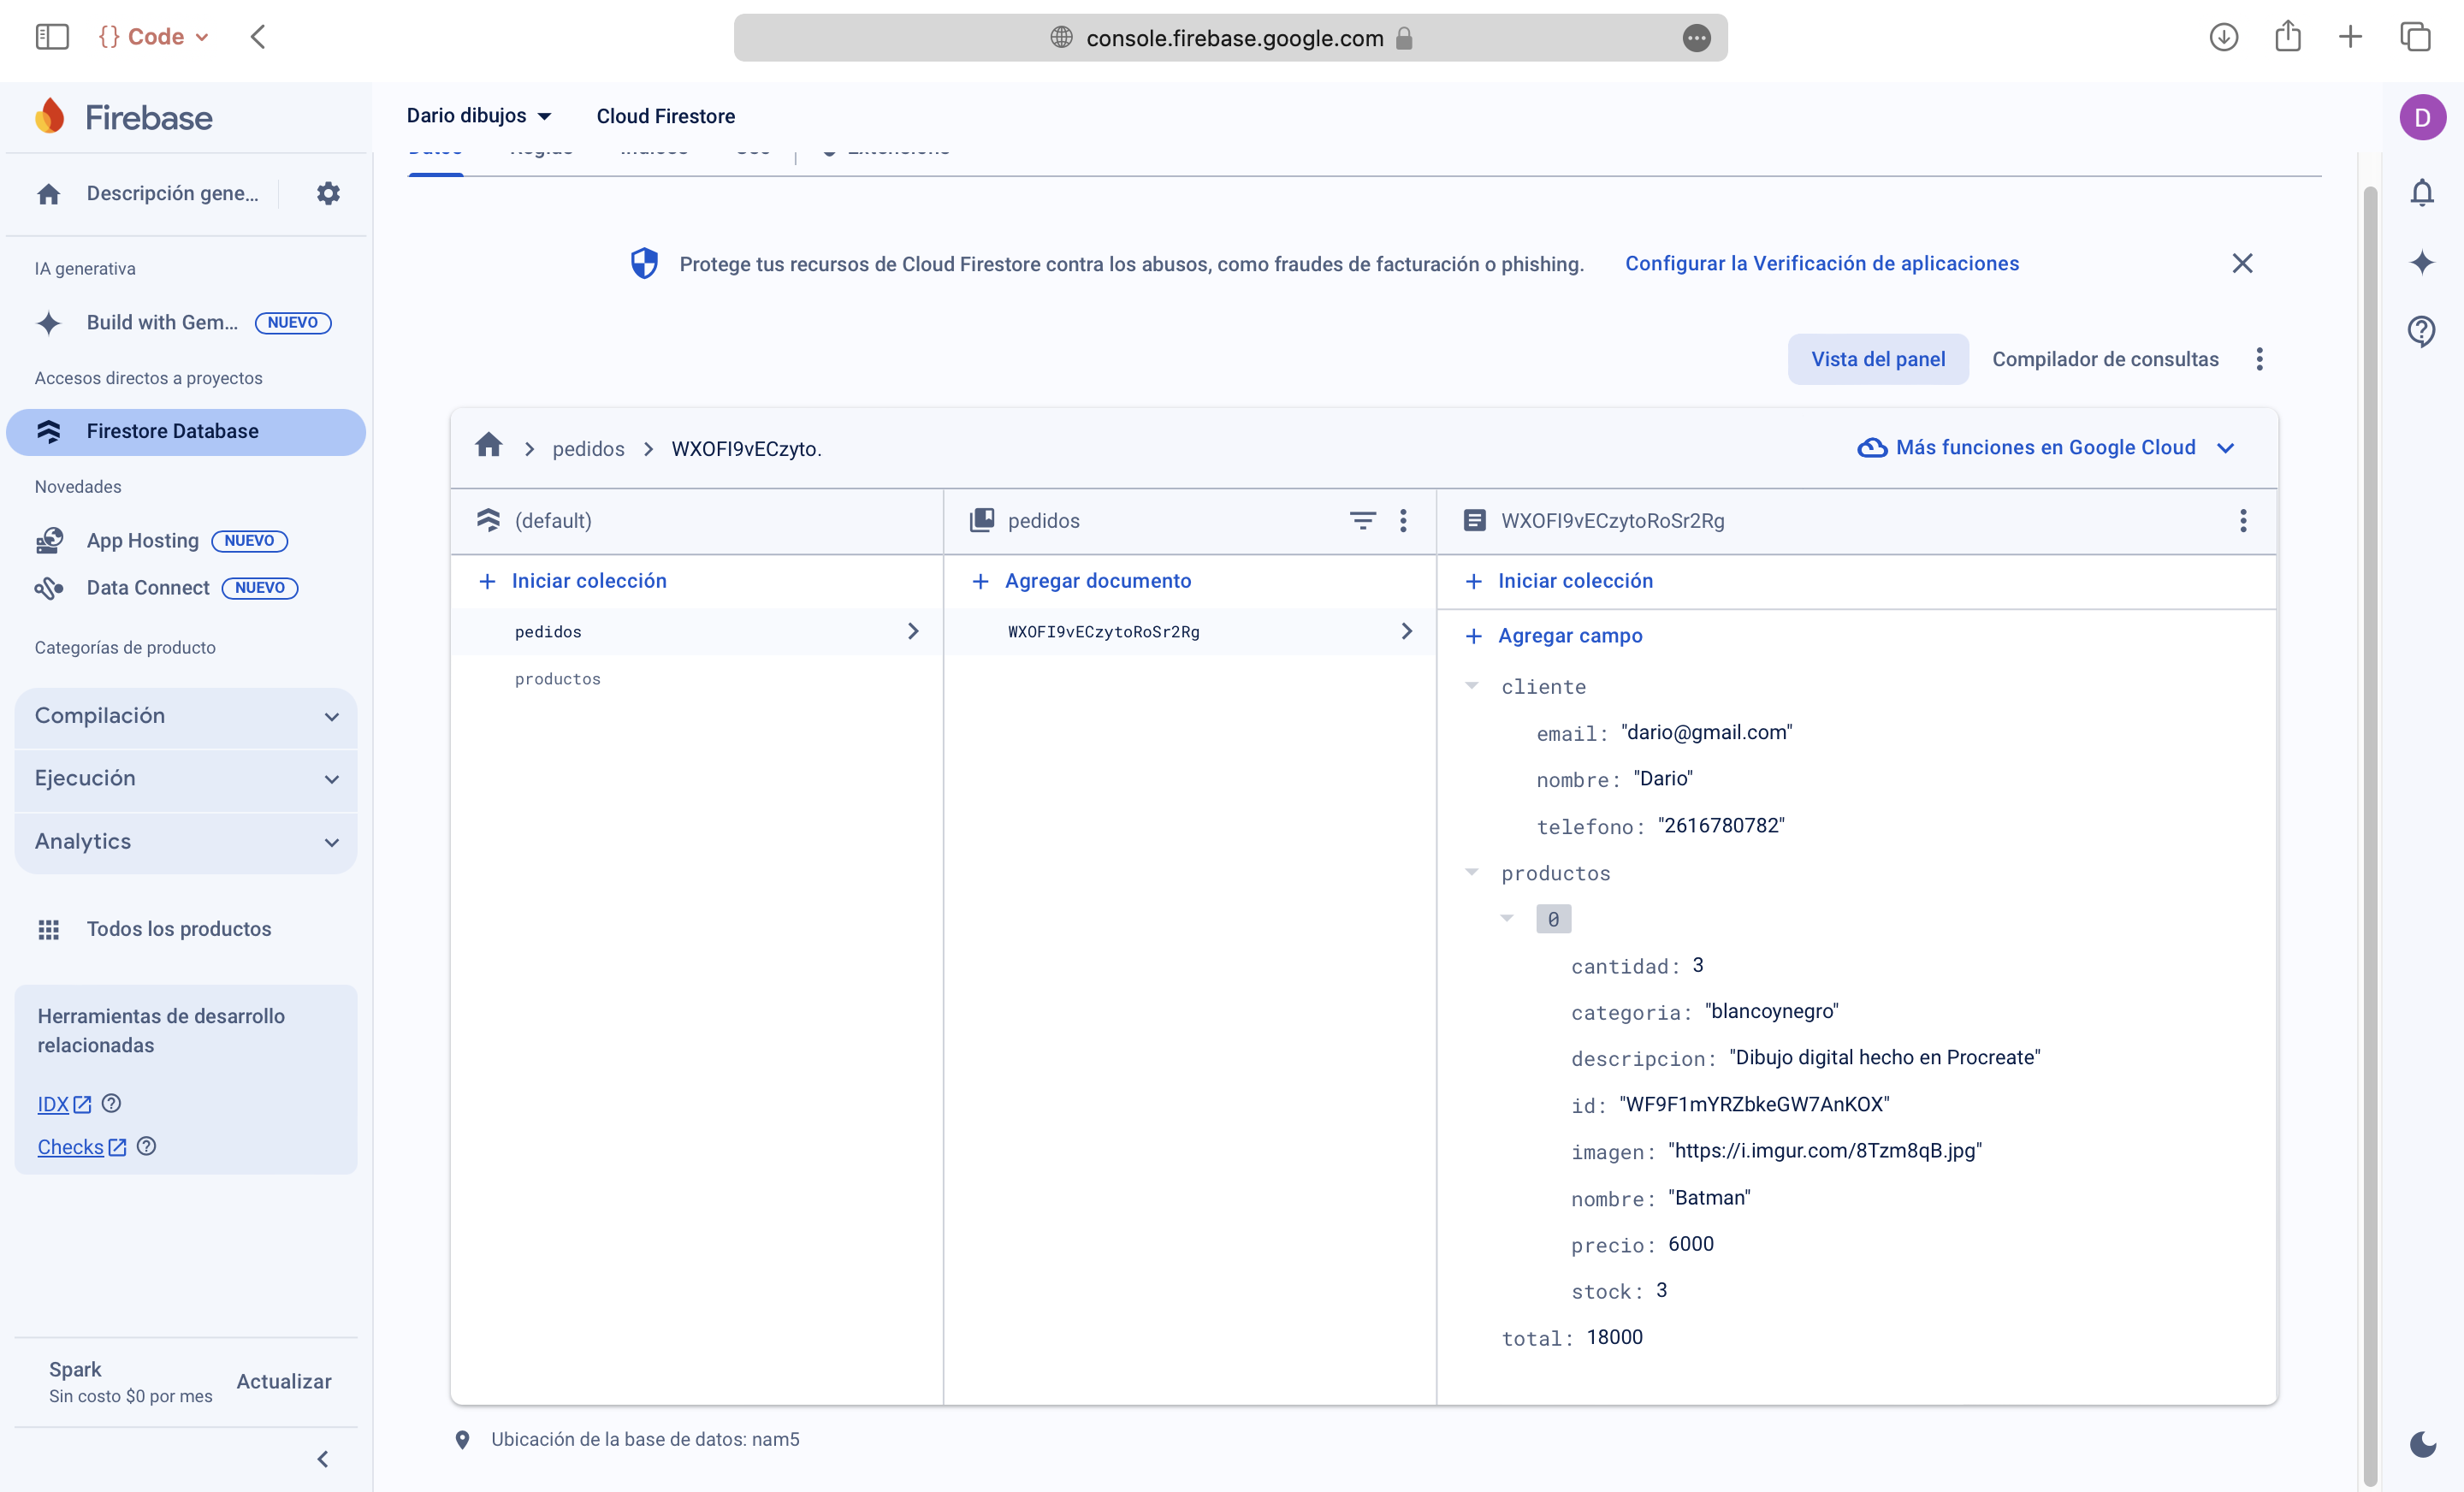 {} Code
console.firebase.google.com
Firebase
Dario dibujos
Cloud Firestore
D
Descripción gene...
IA generativa
Build with Gem... NUEVO
Accesos directos a proyectos
Firestore Database
Novedades
App Hosting NUEVO
Data Connect NUEVO
Categorías de producto
Compilación
Ejecución
Analytics
Todos los productos
Herramientas de desarrollo
relacionadas
IDX
Checks
Spark
Sin costo $0 por mes
Actualizar
Protege tus recursos de Cloud Firestore contra los abusos, como fraudes de facturación o phishing.
Configurar la Verificación de aplicaciones
Vista del panel
Compilador de consultas
pedidos
WXOFI9vECzyto.
Más funciones en Google Cloud
(default)
Iniciar colección
pedidos
productos
pedidos
Agregar documento
WXOFI9vECzytoRoSr2Rg
WXOFI9vECzytoRoSr2Rg
Iniciar colección
Agregar campo
cliente
email: "dario@gmail.com"
nombre: "Dario"
telefono: "2616780782"
productos
0
cantidad: 3
categoria: "blancoynegro"
descripcion: "Dibujo digital hecho en Procreate"
id: "WF9F1mYRZbkeGW7AnKOX"
imagen: "https://i.imgur.com/8Tzm8qB.jpg"
nombre: "Batman"
precio: 6000
stock: 3
total: 18000
Ubicación de la base de datos: nam5